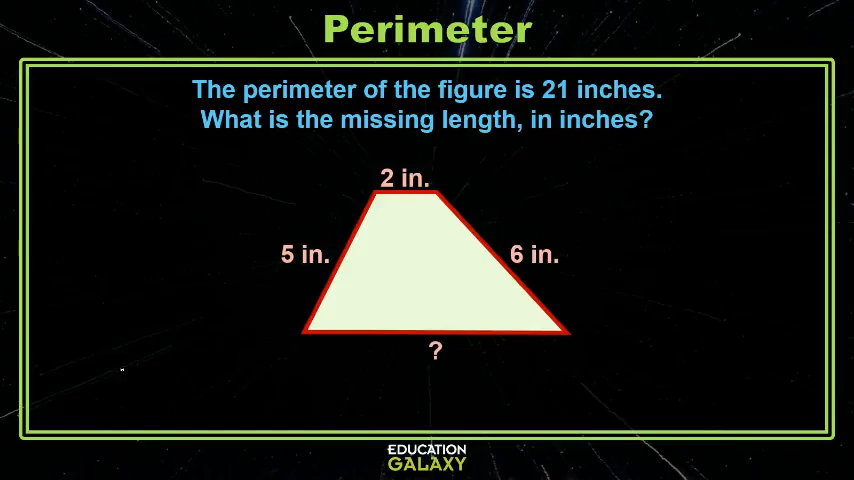 Perimeter
The perimeter of the figure is 21 inches.
What is the missing length, in inches?
2 in.
5 in.
6 in.
?
EDUCATION
GALAXY